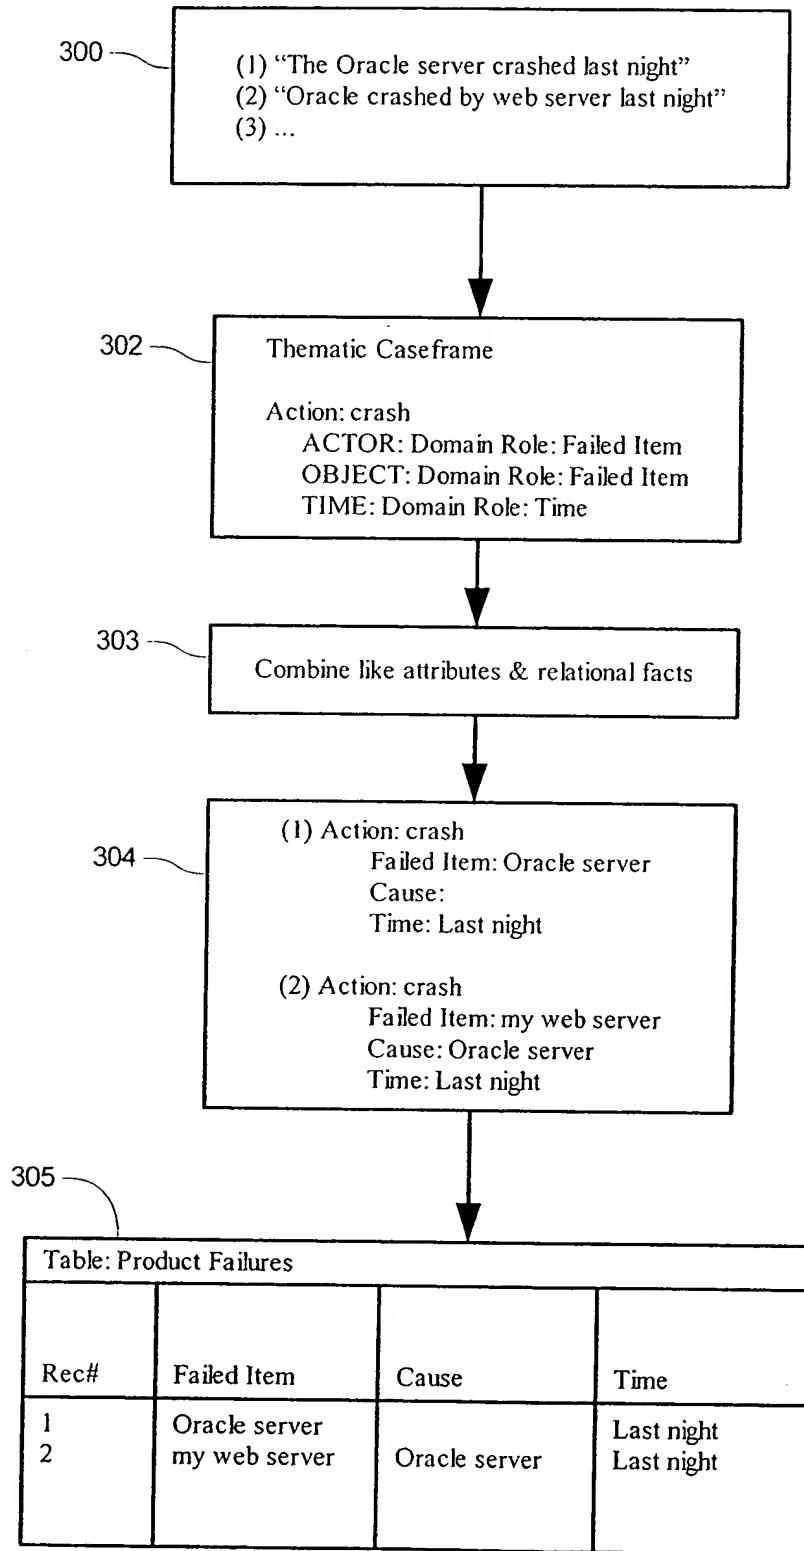 300
(1) “The Oracle server crashed last night”
(2) “Oracle crashed by web server last night”
(3) ...
302
Thematic Caseframe
Action: crash
ACTOR: Domain Role: Failed Item
OBJECT: Domain Role: Failed Item
TIME: Domain Role: Time
303
Combine like attributes & relational facts
304
(1) Action: crash
Failed Item: Oracle server
Cause:
Time: Last night
(2) Action: crash
Failed Item: my web server
Cause: Oracle server
Time: Last night
305
Table: Product Failures
Rec# Failed Item Cause Time
1 Oracle server Last night
2 my web server Oracle server Last night